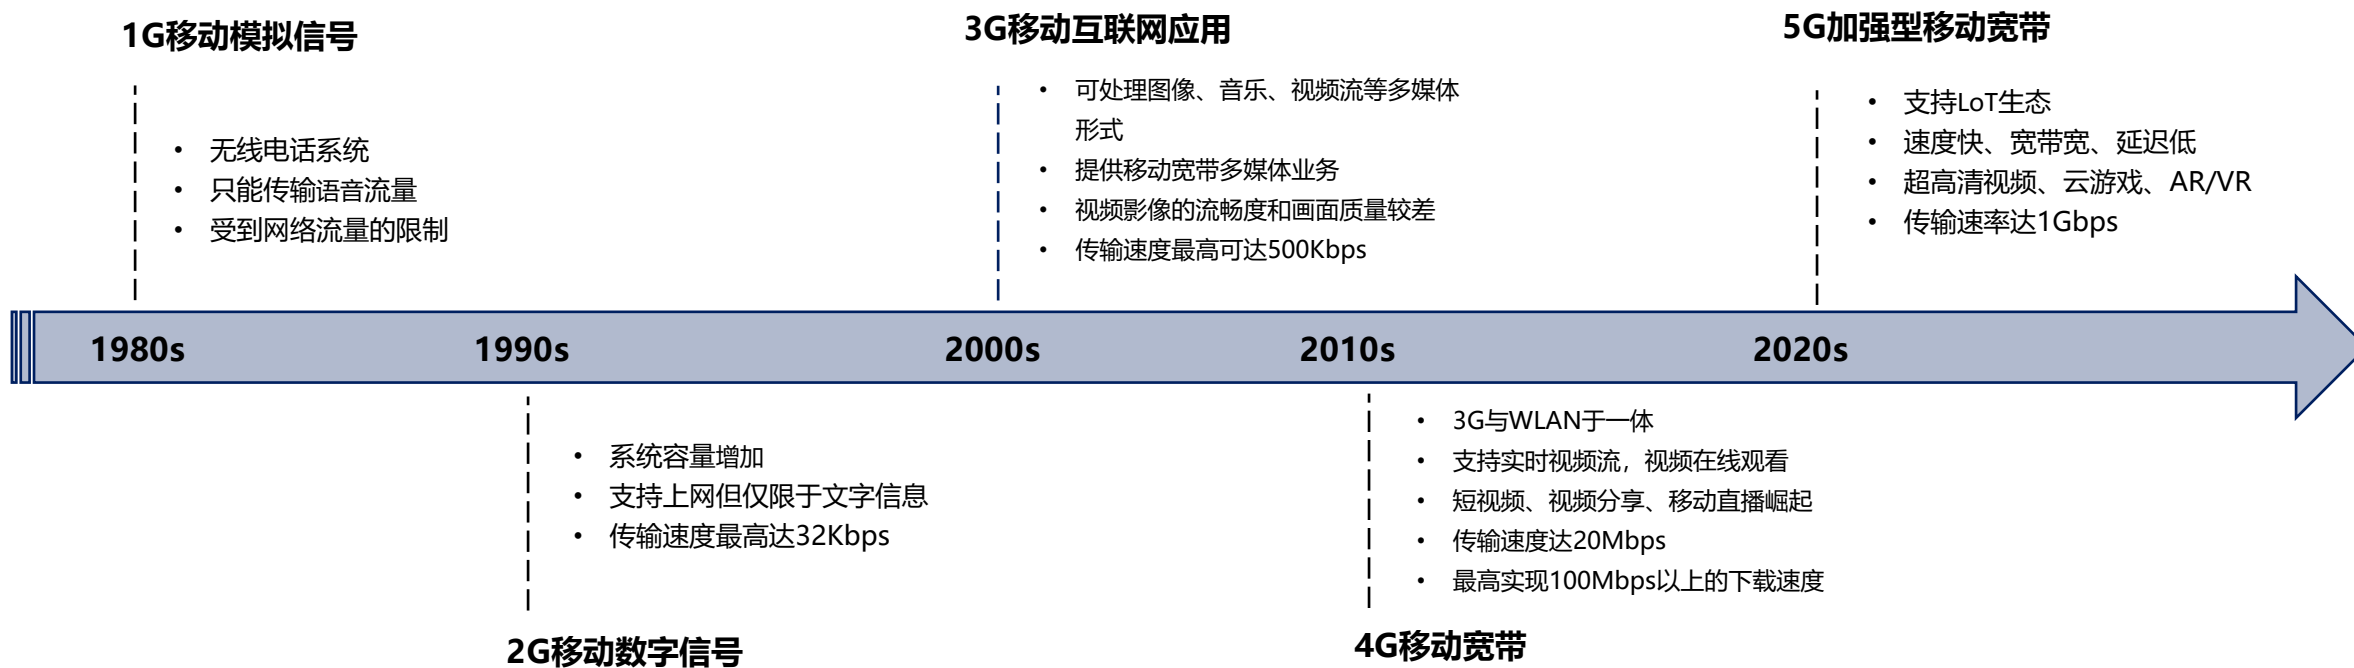 1G移动模拟信号
• 无线电话系统
• 只能传输语音流量
• 受到网络流量的限制
3G移动互联网应用
• 可处理图像、音乐、视频流等多媒体
形式
• 提供移动宽带多媒体业务
• 视频影像的流畅度和画面质量较差
• 传输速度最高可达500Kbps
5G加强型移动宽带
• 支持LoT生态
• 速度快、宽带宽、延迟低
• 超高清视频、云游戏、AR/VR
• 传输速率达1Gbps
1980s
1990s
2000s
2010s
2020s
• 系统容量增加
• 支持上网但仅限于文字信息
• 传输速度最高达32Kbps
2G移动数字信号
• 3G与WLAN于一体
• 支持实时视频流，视频在线观看
• 短视频、视频分享、移动直播崛起
• 传输速度达20Mbps
• 最高实现100Mbps以上的下载速度
4G移动宽带